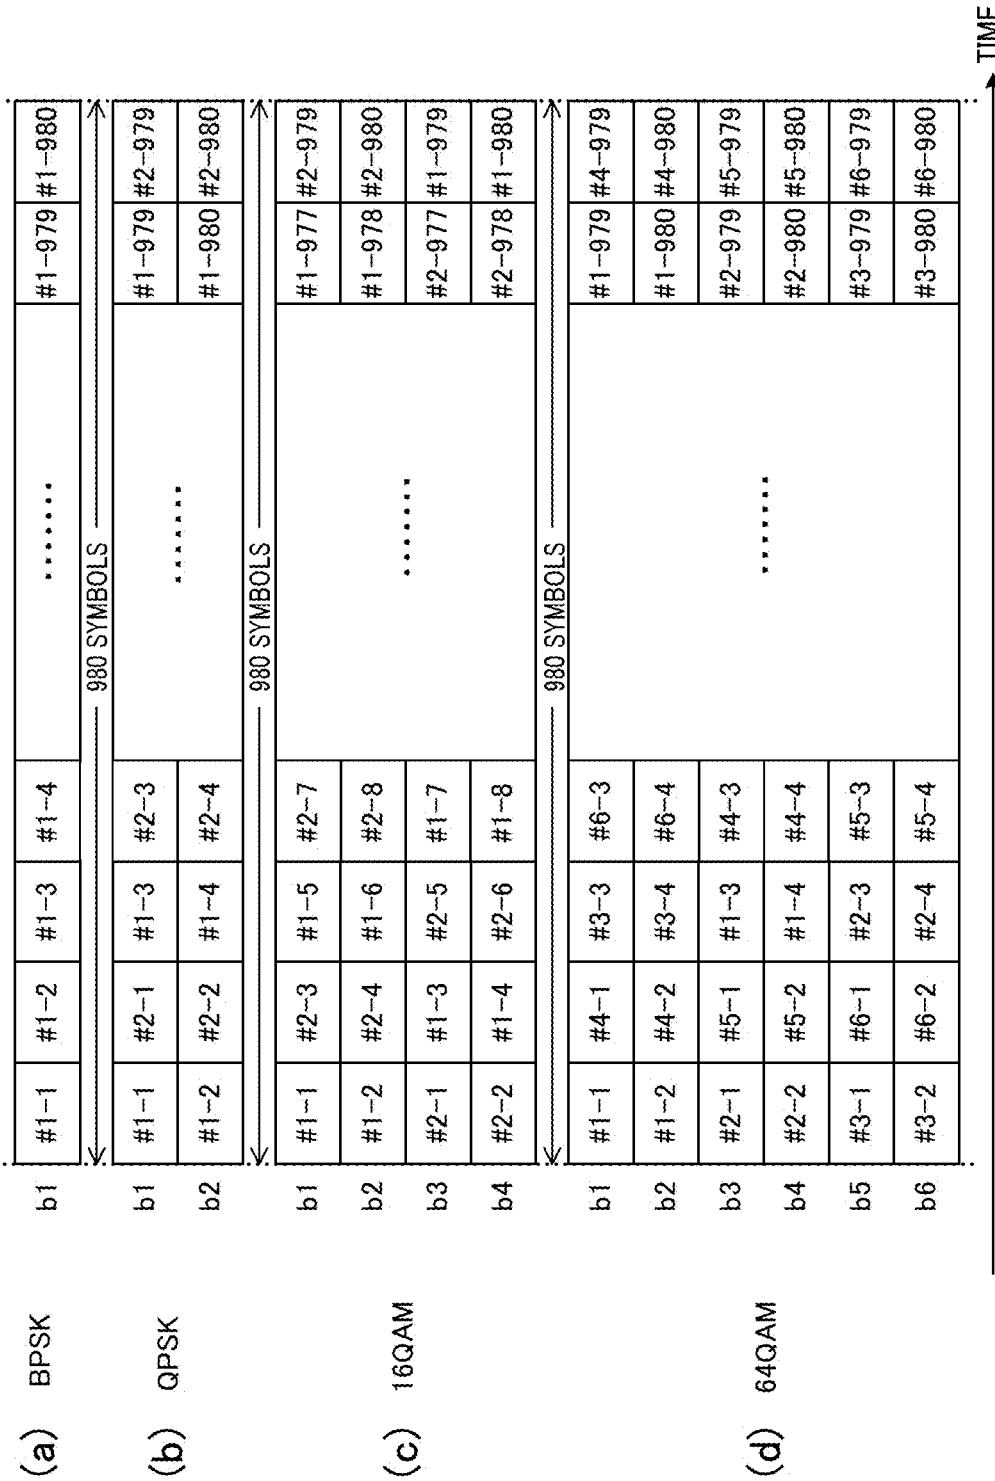 (a) BPSK
b1 #1-1 #1-2 #1-3 #1-4 ······· #1-979 #1-980
980 SYMBOLS
(b) QPSK
b1 #1-1 #2-1 #1-3 #2-3 ······· #1-979 #2-979
b2 #1-2 #2-2 #1-4 #2-4 #1-980 #2-980
980 SYMBOLS
(c) 16QAM
b1 #1-1 #2-3 #1-5 #2-7 #1-977 #2-979
b2 #1-2 #2-4 #1-6 #2-8 ······· #1-978 #2-980
b3 #2-1 #1-3 #2-5 #1-7 #2-977 #1-979
b4 #2-2 #1-4 #2-6 #1-8 #2-978 #1-980
980 SYMBOLS
(d) 64QAM
b1 #1-1 #4-1 #3-3 #6-3 #1-979 #4-979
b2 #1-2 #4-2 #3-4 #6-4 #1-980 #4-980
b3 #2-1 #5-1 #1-3 #4-3 ······· #2-979 #5-979
b4 #2-2 #5-2 #1-4 #4-4 #2-980 #5-980
b5 #3-1 #6-1 #2-3 #5-3 #3-979 #6-979
b6 #3-2 #6-2 #2-4 #5-4 #3-980 #6-980
TIME